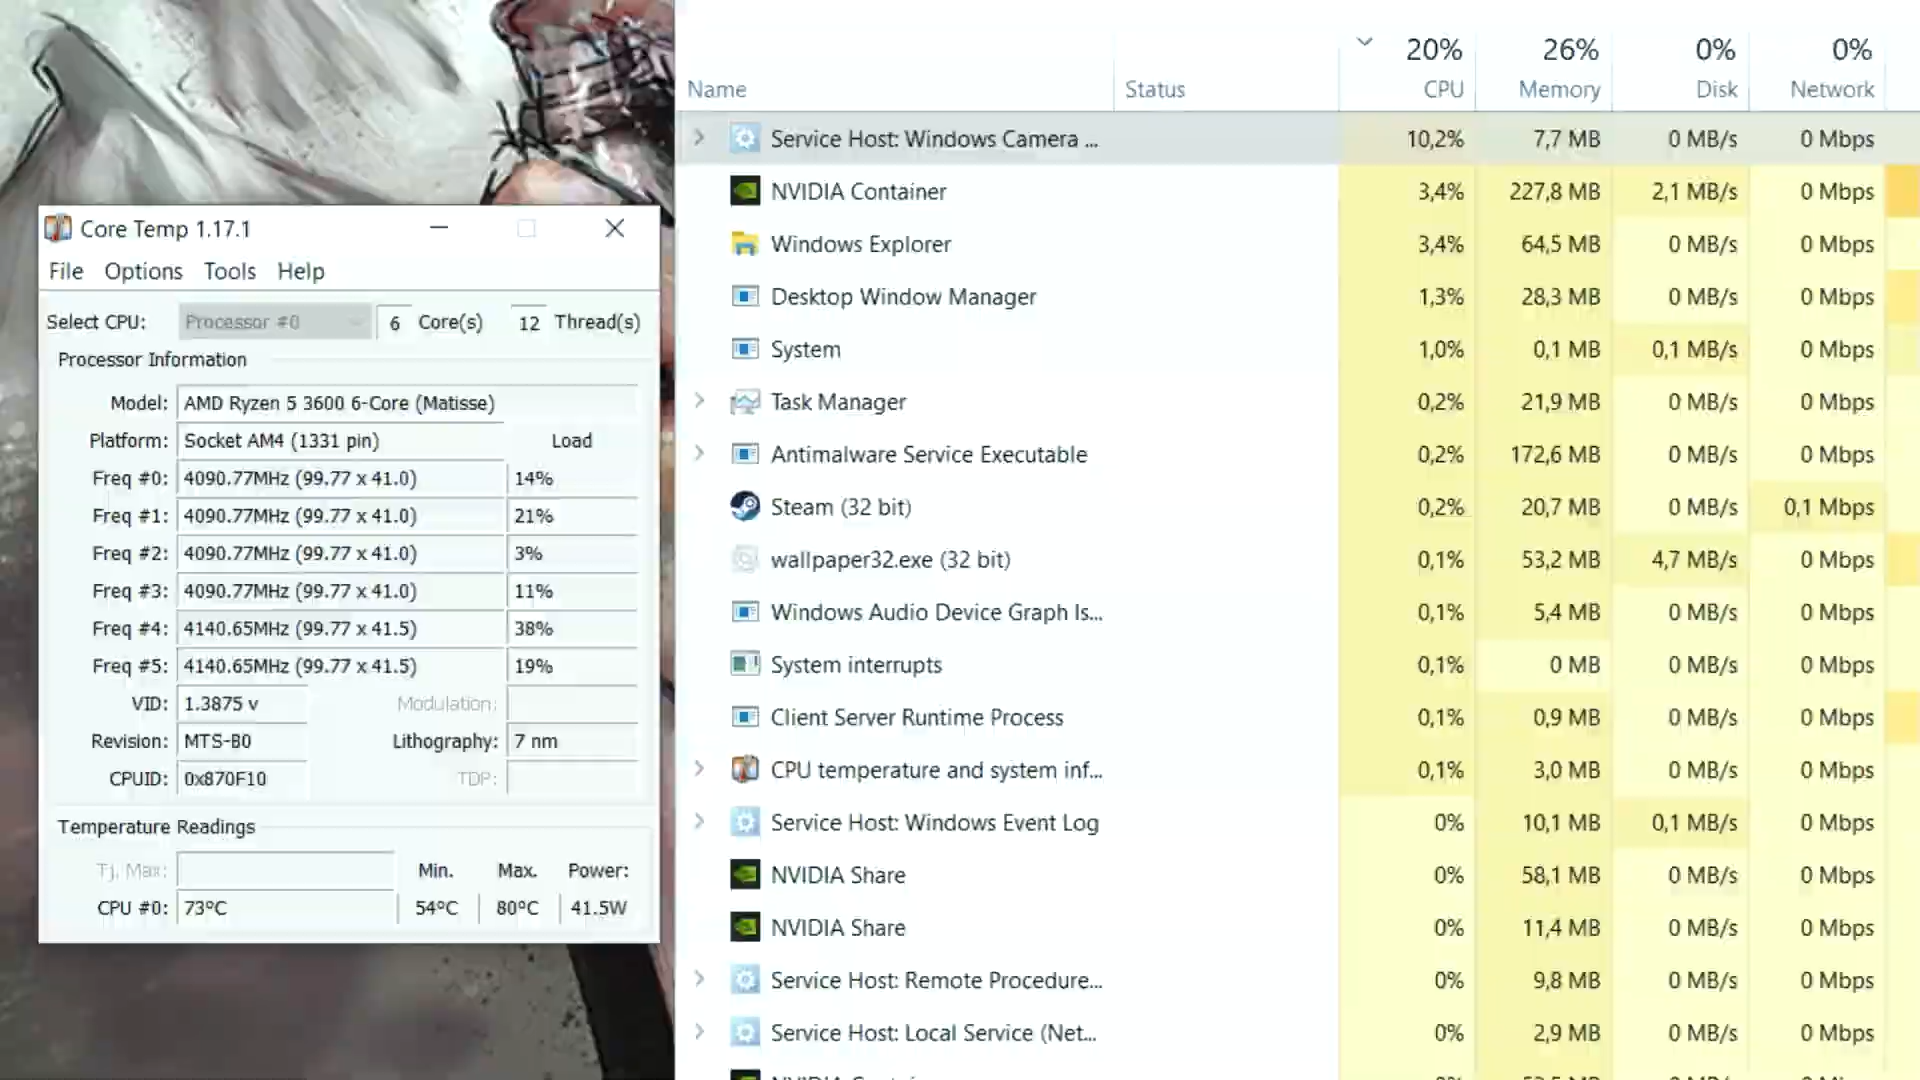 Core Temp 1.17.1
File Options Tools Help
Select CPU: Processor #0 6 Core(s) 12 Thread(s)
Processor Information
Model: AMD Ryzen 5 3600 6-Core (Matisse)
Platform: Socket AM4 (1331 pin) Load
Freq #0: 4090.77MHz (99.77 x 41.0) 14%
Freq #1: 4090.77MHz (99.77 x 41.0) 21%
Freq #2: 4090.77MHz (99.77 x 41.0) 3%
Freq #3: 4090.77MHz (99.77 x 41.0) 11%
Freq #4: 4140.65MHz (99.77 x 41.5) 38%
Freq #5: 4140.65MHz (99.77 x 41.5) 19%
VID: 1.3875 v Modulation:
Revision: MTS-B0 Lithography: 7 nm
CPUID: 0x870F10 TDP:
Temperature Readings
Tj. Max: Min. Max. Power:
CPU #0: 73ºC 54ºC 80ºC 41.5W
20% 26% 0% 0%
Name Status CPU Memory Disk Network
Service Host: Windows Camera ... 10,2% 7,7 MB 0 MB/s 0 Mbps
NVIDIA Container 3,4% 227,8 MB 2,1 MB/s 0 Mbps
Windows Explorer 3,4% 64,5 MB 0 MB/s 0 Mbps
Desktop Window Manager 1,3% 28,3 MB 0 MB/s 0 Mbps
System 1,0% 0,1 MB 0,1 MB/s 0 Mbps
Task Manager 0,2% 21,9 MB 0 MB/s 0 Mbps
Antimalware Service Executable 0,2% 172,6 MB 0 MB/s 0 Mbps
Steam (32 bit) 0,2% 20,7 MB 0 MB/s 0,1 Mbps
wallpaper32.exe (32 bit) 0,1% 53,2 MB 4,7 MB/s 0 Mbps
Windows Audio Device Graph Is... 0,1% 5,4 MB 0 MB/s 0 Mbps
System interrupts 0,1% 0 MB 0 MB/s 0 Mbps
Client Server Runtime Process 0,1% 0,9 MB 0 MB/s 0 Mbps
CPU temperature and system inf... 0,1% 3,0 MB 0 MB/s 0 Mbps
Service Host: Windows Event Log 0% 10,1 MB 0,1 MB/s 0 Mbps
NVIDIA Share 0% 58,1 MB 0 MB/s 0 Mbps
NVIDIA Share 0% 11,4 MB 0 MB/s 0 Mbps
Service Host: Remote Procedure... 0% 9,8 MB 0 MB/s 0 Mbps
Service Host: Local Service (Net... 0% 2,9 MB 0 MB/s 0 Mbps